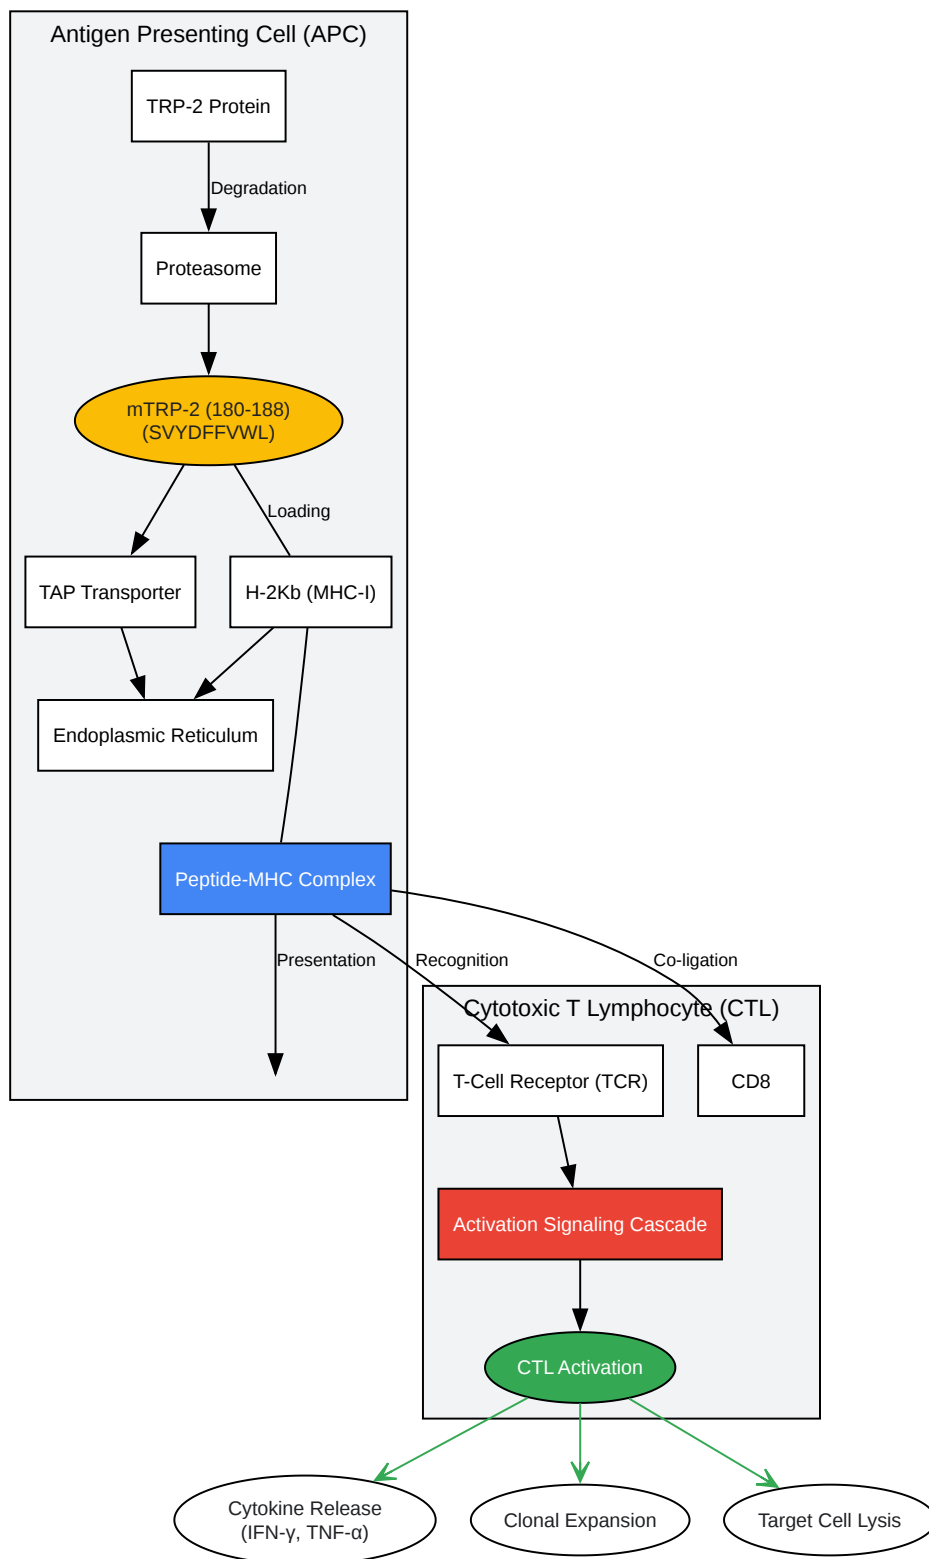 Antigen Presenting Cell (APC)
TRP-2 Protein
Degradation
Proteasome
mTRP-2 (180-188)
(SVYDFFVWL)
Loading
TAP Transporter
H-2Kb (MHC-I)
Endoplasmic Reticulum
Peptide-MHC Complex
Presentation
Recognition
Co-ligation
Cytotoxic T Lymphocyte (CTL)
T-Cell Receptor (TCR)
CD8
Activation Signaling Cascade
CTL Activation
Cytokine Release
(IFN-γ, TNF-α)
Clonal Expansion
Target Cell Lysis